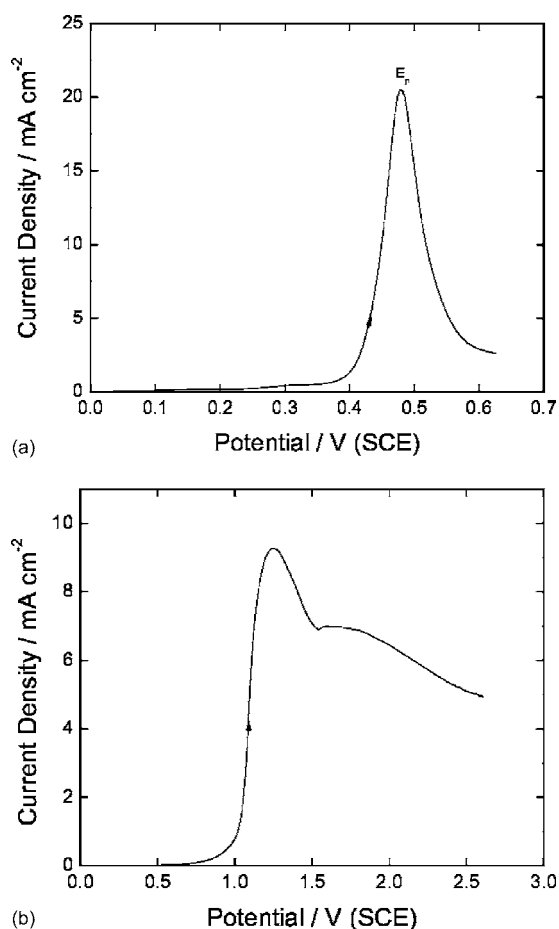 25
20
15
10
5
0
E_p
0.0 0.1 0.2 0.3 0.4 0.5 0.6 0.7
Current Density / mA cm⁻²
Potential / V (SCE)
(a)
10
8
6
4
2
0
0.0 0.5 1.0 1.5 2.0 2.5 3.0
Current Density / mA cm⁻²
Potential / V (SCE)
(b)